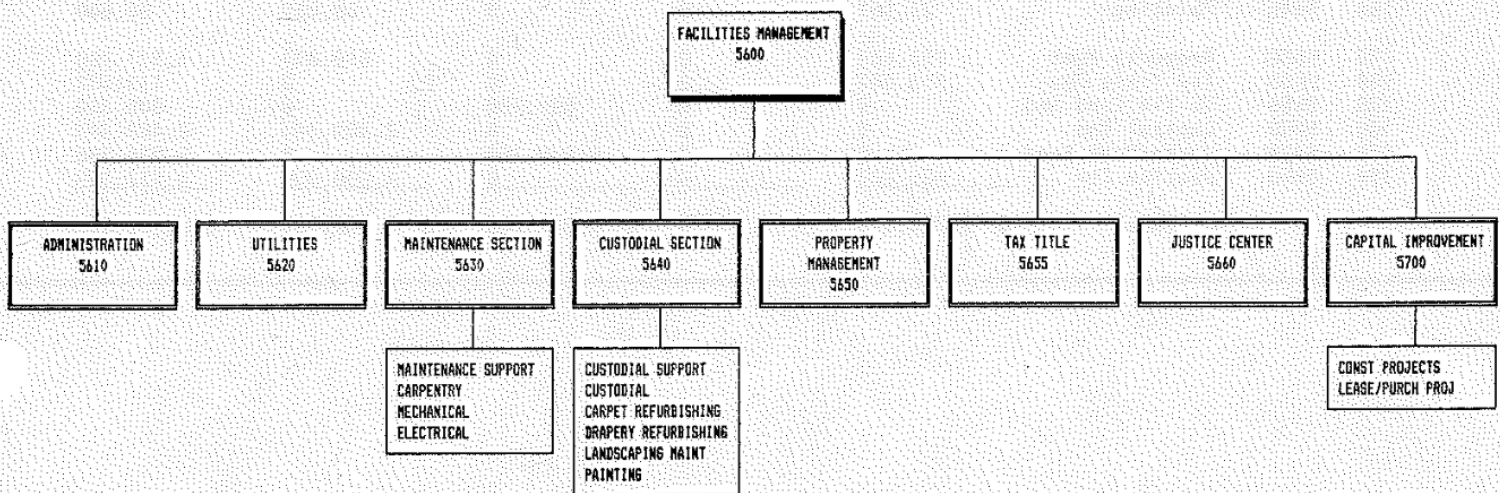 FACILITIES MANAGEMENT
5600
ADMINISTRATION
5610
UTILITIES
5620
MAINTENANCE SECTION
5630
CUSTODIAL SECTION
5640
PROPERTY
MANAGEMENT
5650
TAX TITLE
5655
JUSTICE CENTER
5660
CAPITAL IMPROVEMENT
5700
MAINTENANCE SUPPORT
CARPENTRY
MECHANICAL
ELECTRICAL
CUSTODIAL SUPPORT
CUSTODIAL
CARPET REFURBISHING
DRAPERY REFURBISHING
LANDSCAPING MAINT
PAINTING
CONST PROJECTS
LEASE/PURCH PROJ